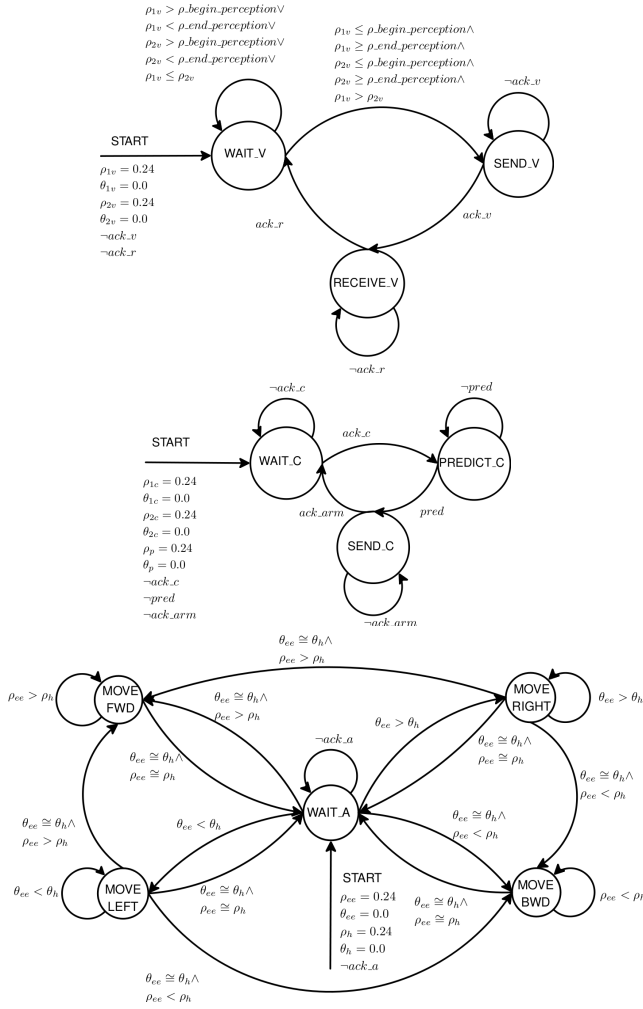 ρ1v > ρ_begin_perception∨
ρ1v < ρ_end_perception∨
ρ2v > ρ_begin_perception∨
ρ2v < ρ_end_perception∨
ρ1v ≤ ρ2v
ρ1v ≤ ρ_begin_perception∧
ρ1v ≥ ρ_end_perception∧
ρ2v ≤ ρ_begin_perception∧
ρ2v ≥ ρ_end_perception∧
ρ1v > ρ2v
¬ack_v
START
WAIT_V
SEND_V
ρ1v = 0.24
θ1v = 0.0
ρ2v = 0.24
θ2v = 0.0
¬ack_v
¬ack_r
ack_r
ack_v
RECEIVE_V
¬ack_r
¬ack_c
¬pred
START
ack_c
WAIT_C
PREDICT_C
ρ1c = 0.24
θ1c = 0.0
ρ2c = 0.24
θ2c = 0.0
ρp = 0.24
θp = 0.0
¬ack_c
¬pred
¬ack_arm
ack_arm
pred
SEND_C
¬ack_arm
θee ≅ θh∧
ρee > ρh
ρee > ρh
MOVE
FWD
θee ≅ θh∧
ρee > ρh
MOVE
RIGHT
θee > θh
θee > θh
¬ack_a
θee ≅ θh∧
ρee ≅ ρh
θee ≅ θh∧
ρee ≅ ρh
θee ≅ θh∧
ρee < ρh
WAIT_A
θee ≅ θh∧
ρee > ρh
θee < θh
θee ≅ θh∧
ρee < ρh
θee < θh
MOVE
LEFT
θee ≅ θh∧
ρee ≅ ρh
START
ρee = 0.24
θee = 0.0
ρh = 0.24
θh = 0.0
¬ack_a
θee ≅ θh∧
ρee ≅ ρh
MOVE
BWD
ρee < ρh
θee ≅ θh∧
ρee < ρh